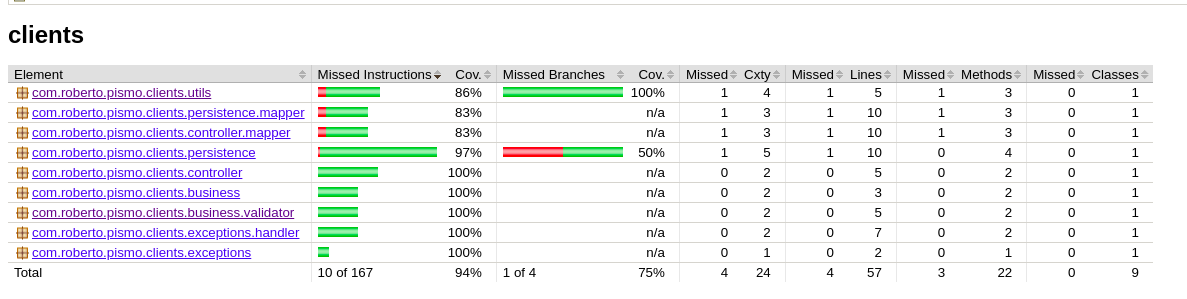 clients
Element Missed Instructions Cov. Missed Branches Cov. Missed Cxty Missed Lines Missed Methods Missed Classes
com.roberto.pismo.clients.utils 86% 100% 1 4 1 5 1 3 0 1
com.roberto.pismo.clients.persistence.mapper 83% n/a 1 3 1 10 1 3 0 1
com.roberto.pismo.clients.controller.mapper 83% n/a 1 3 1 10 1 3 0 1
com.roberto.pismo.clients.persistence 97% 50% 1 5 1 10 0 4 0 1
com.roberto.pismo.clients.controller 100% n/a 0 2 0 5 0 2 0 1
com.roberto.pismo.clients.business 100% n/a 0 2 0 3 0 2 0 1
com.roberto.pismo.clients.business.validator 100% n/a 0 2 0 5 0 2 0 1
com.roberto.pismo.clients.exceptions.handler 100% n/a 0 2 0 7 0 2 0 1
com.roberto.pismo.clients.exceptions 100% n/a 0 1 0 2 0 1 0 1
Total 10 of 167 94% 1 of 4 75% 4 24 4 57 3 22 0 9